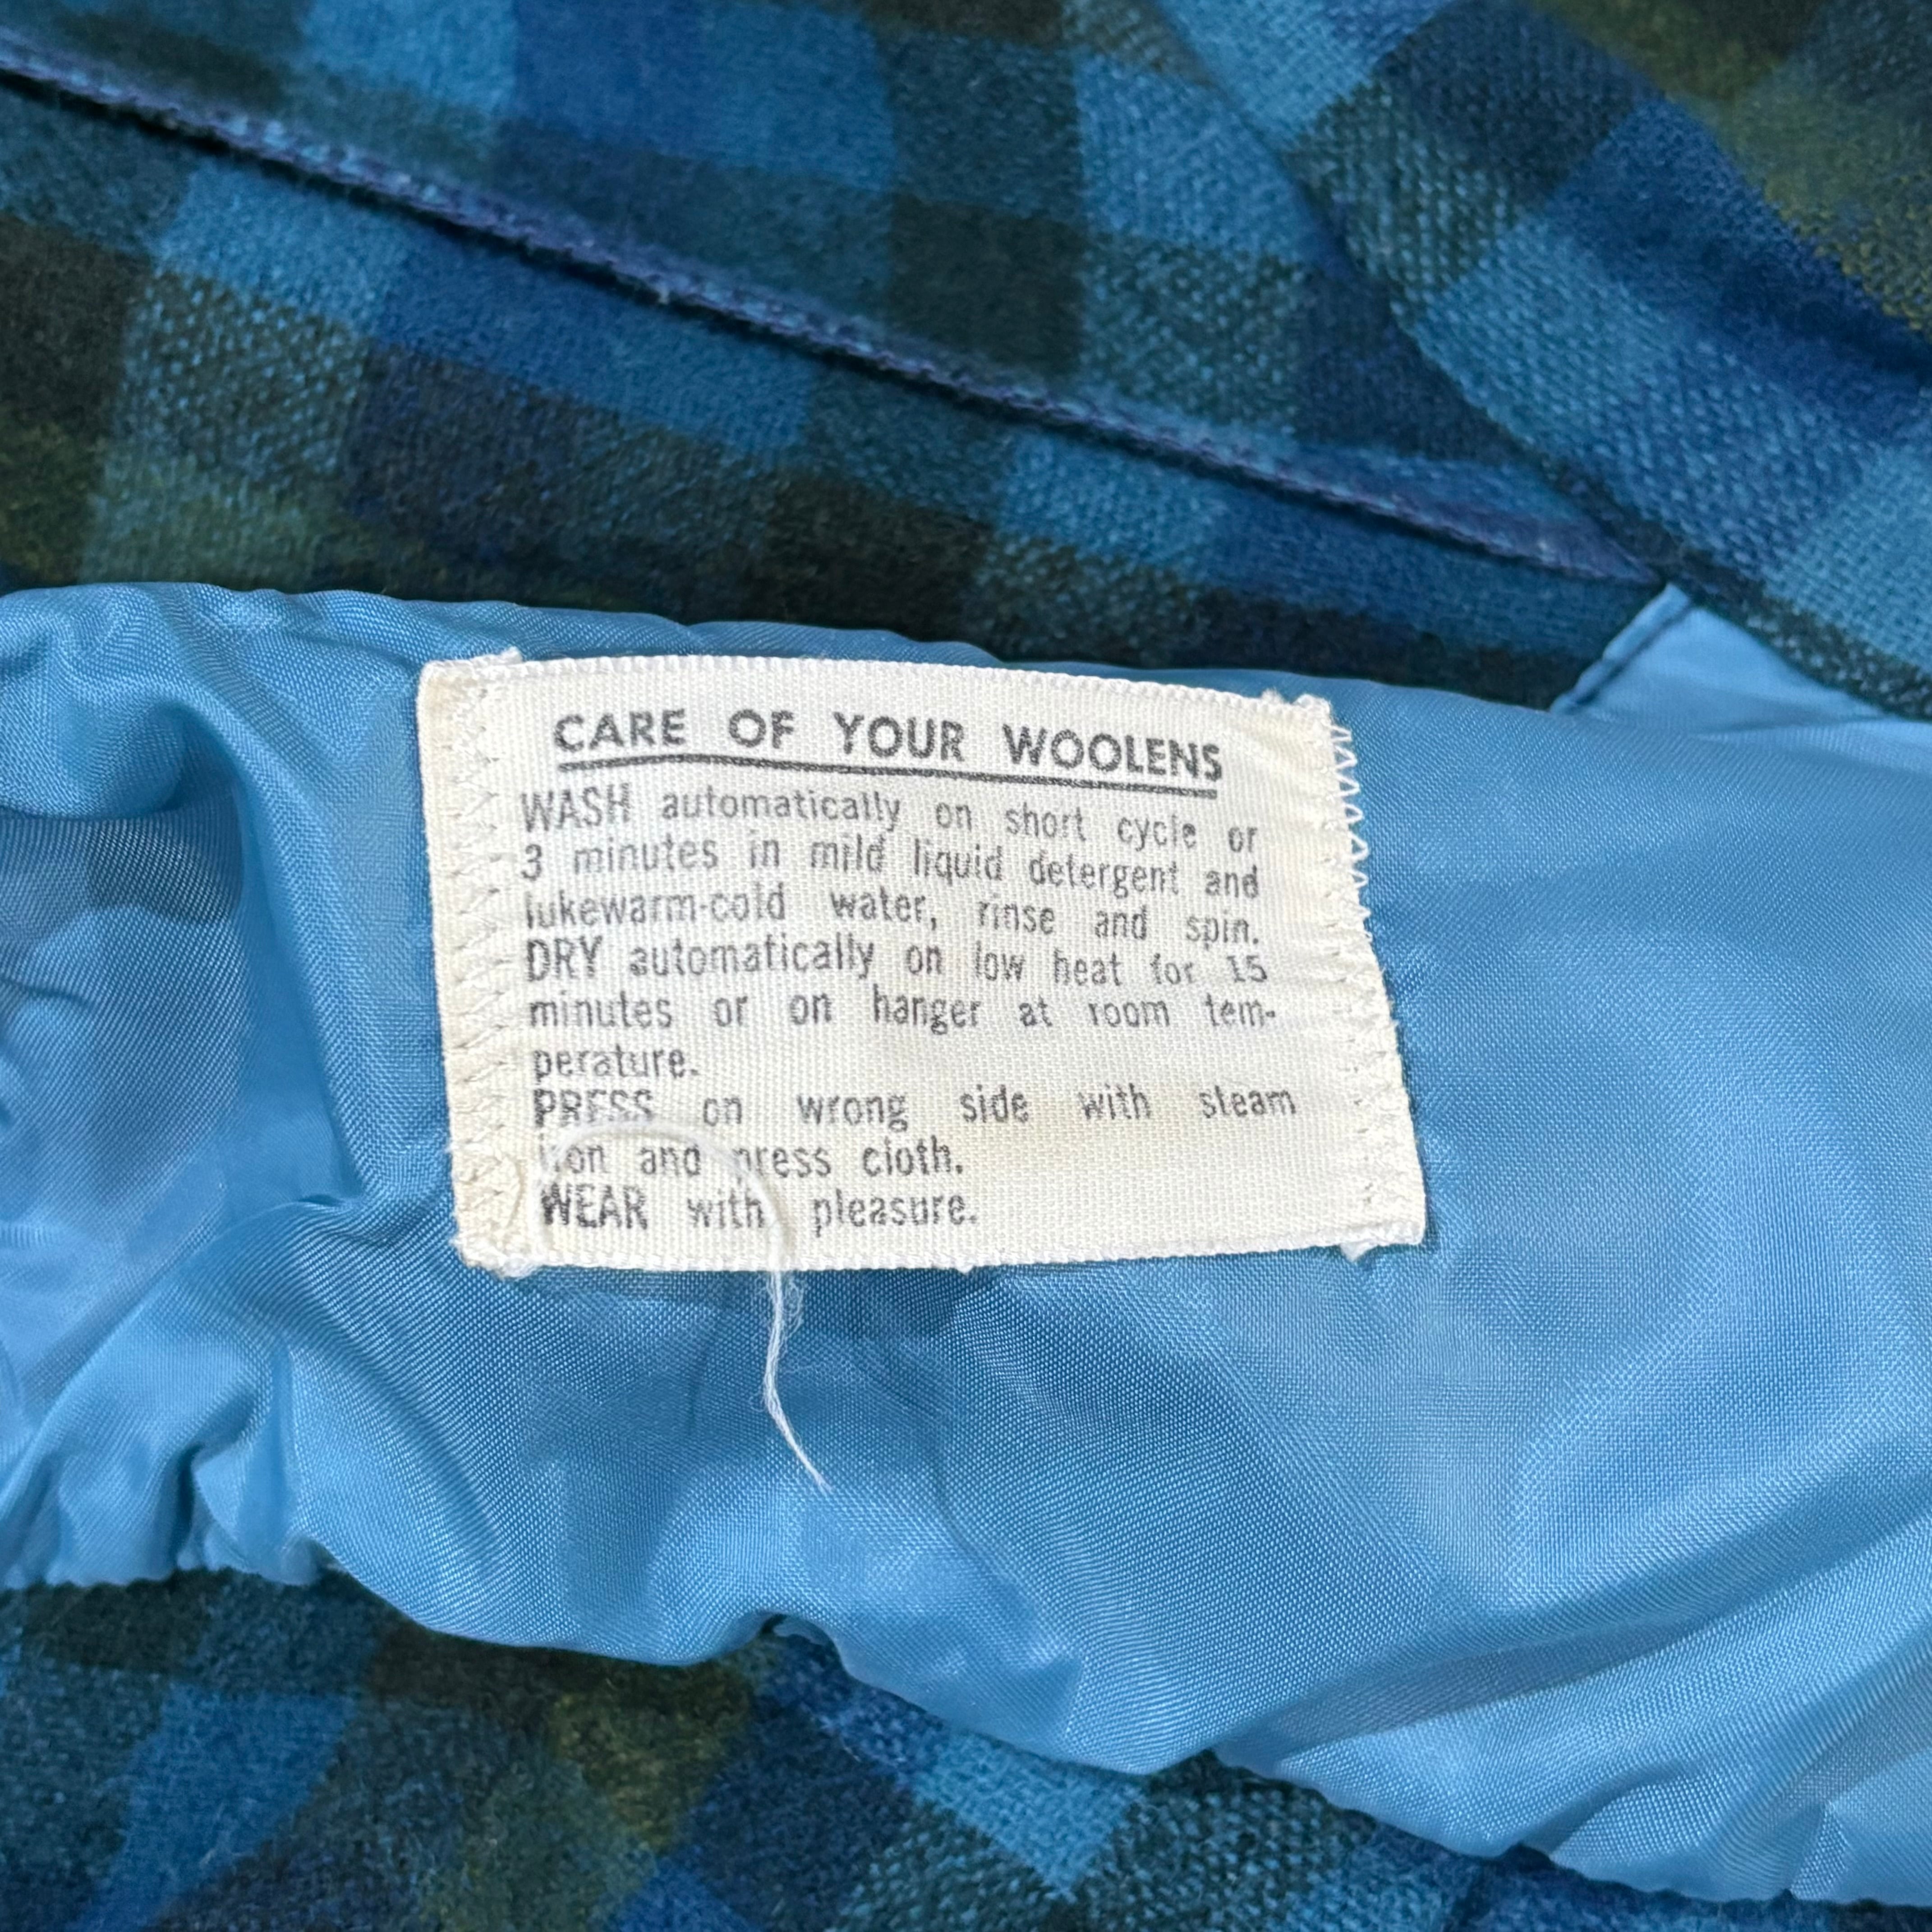 CARE OF YOUR WOOLENS
WASH automatically on short cycle or
3 minutes in mild liquid detergent and
lukewarm-cold water, rinse and spin.
DRY automatically on low heat for 15
minutes or on hanger at room tem-
perature.
PRESS on wrong side with steam
iron and press cloth.
WEAR with pleasure.